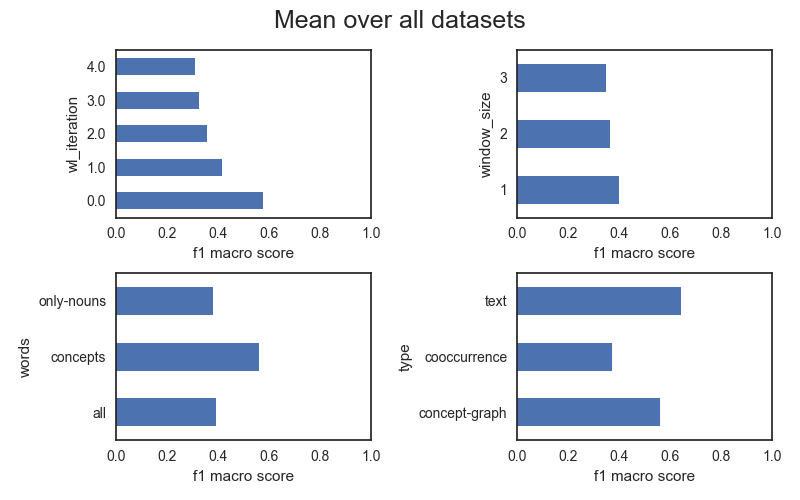 Mean over all datasets
wl_iteration
4.0
3.0
2.0
1.0
0.0
0.0 0.2 0.4 0.6 0.8 1.0
f1 macro score
window_size
3
2
1
0.0 0.2 0.4 0.6 0.8 1.0
f1 macro score
words
only-nouns
concepts
all
0.0 0.2 0.4 0.6 0.8 1.0
f1 macro score
type
text
cooccurrence
concept-graph
0.0 0.2 0.4 0.6 0.8 1.0
f1 macro score